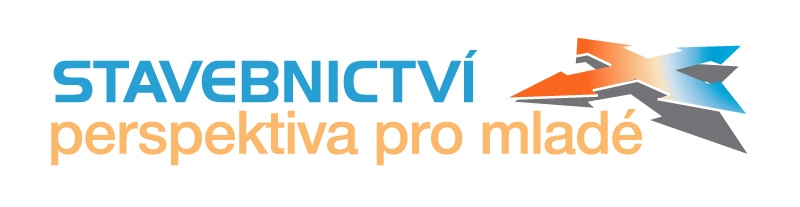 STAVEBNICTVÍ
perspektiva pro mladé